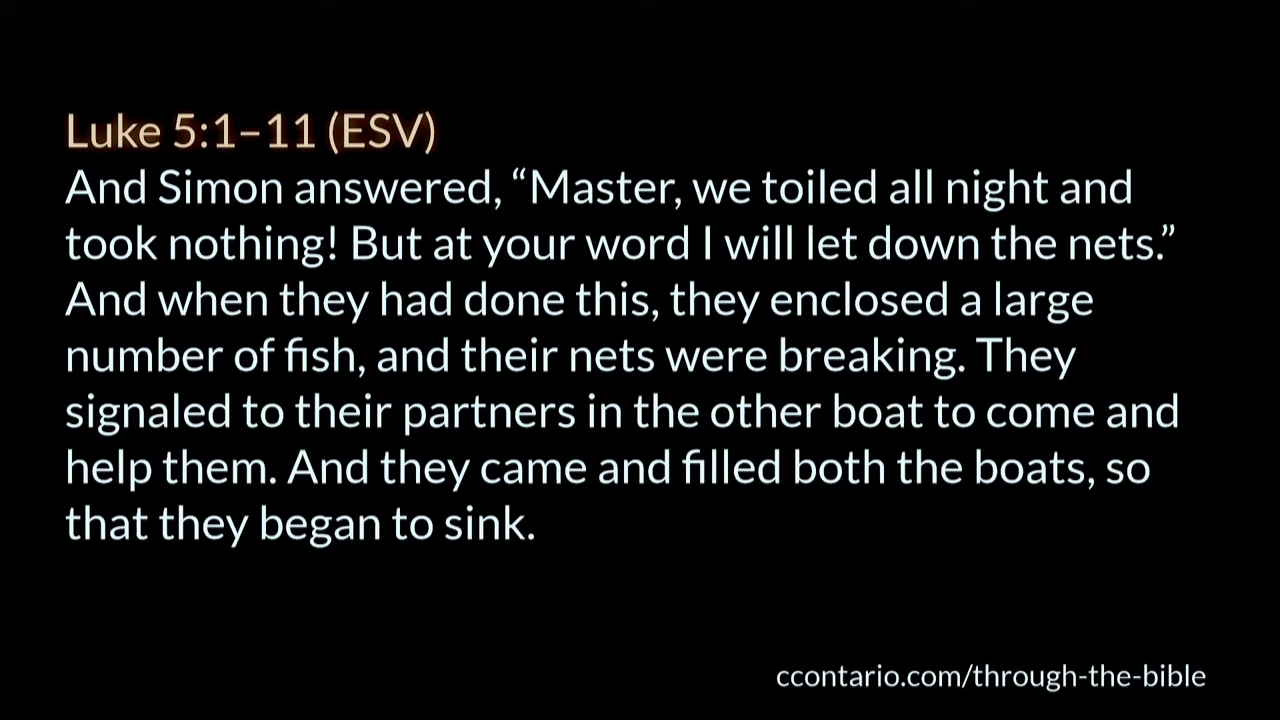 Luke 5:1–11 (ESV)
And Simon answered, “Master, we toiled all night and
took nothing! But at your word I will let down the nets.”
And when they had done this, they enclosed a large
number of fish, and their nets were breaking. They
signaled to their partners in the other boat to come and
help them. And they came and filled both the boats, so
that they began to sink.
ccontario.com/through-the-bible